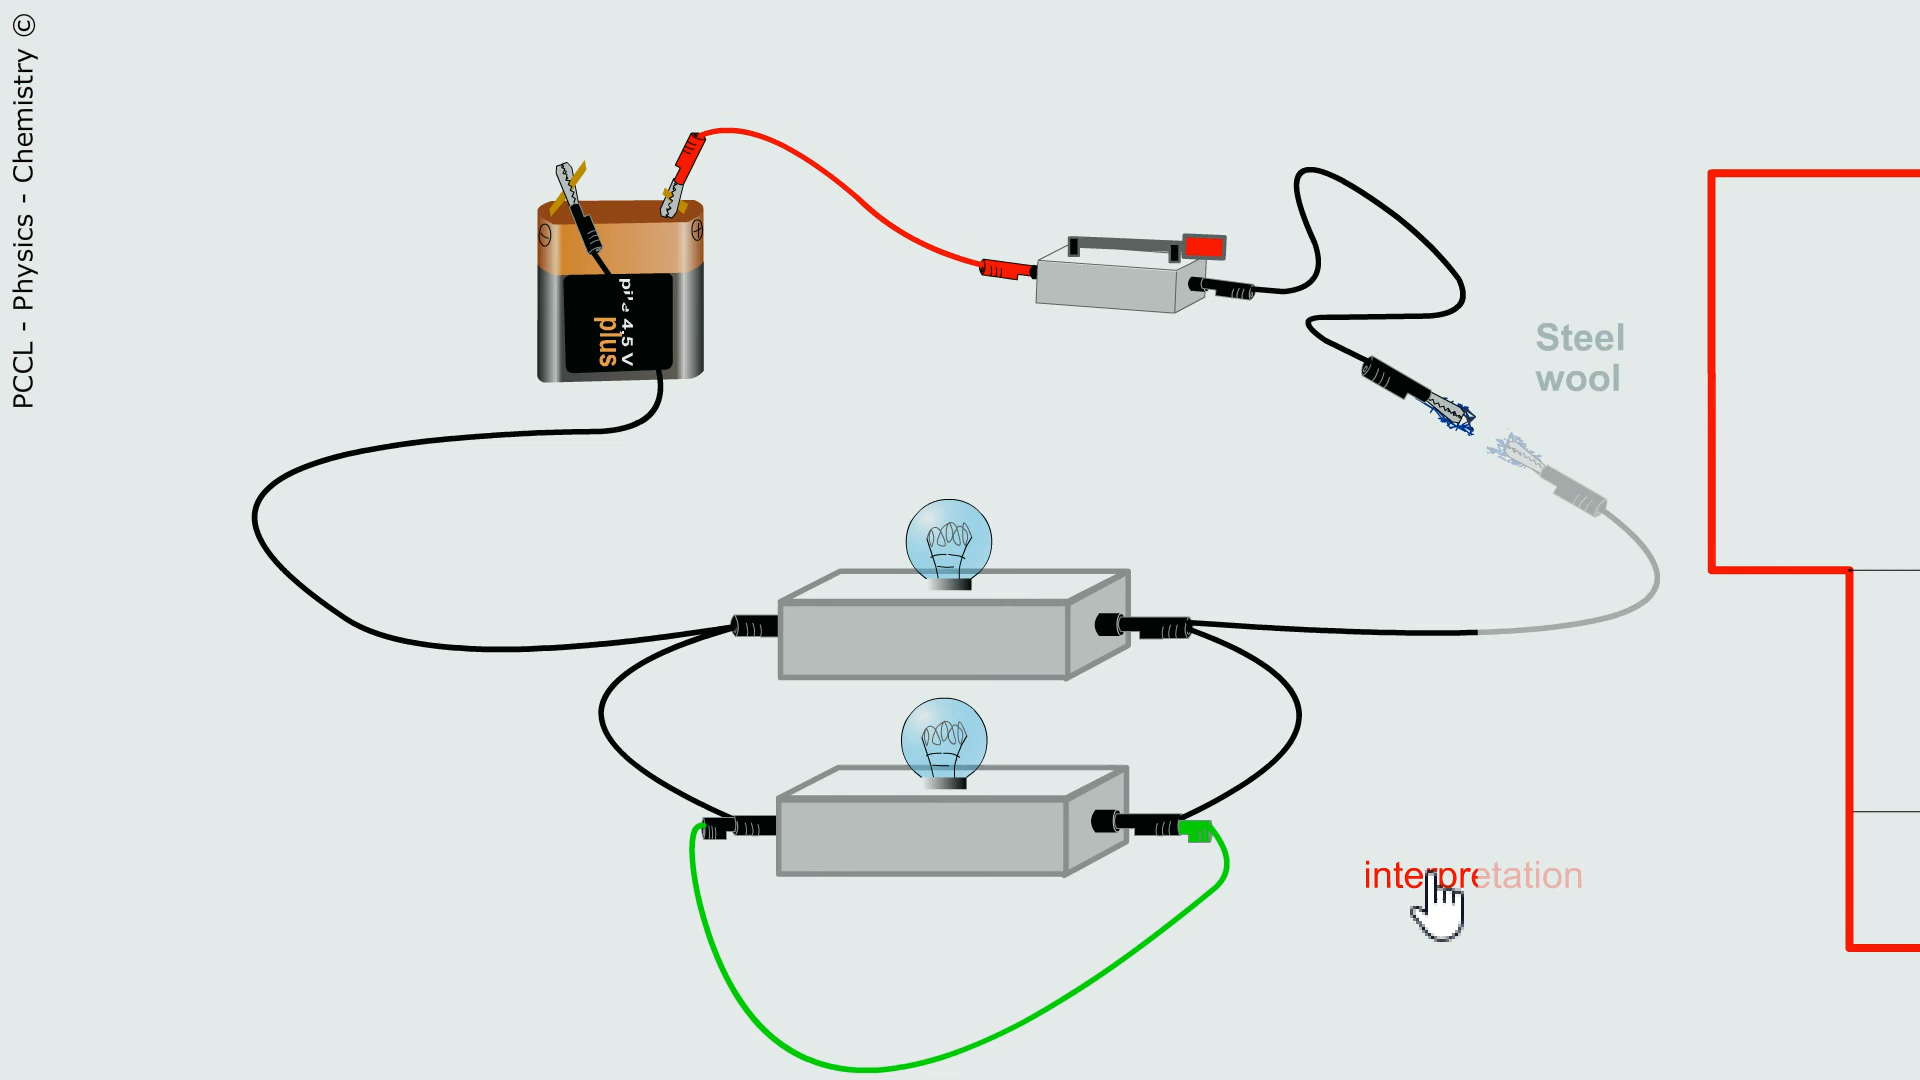 PCCL - Physics - Chemistry ©
4,5 V
plus
Steel
wool
interpretation